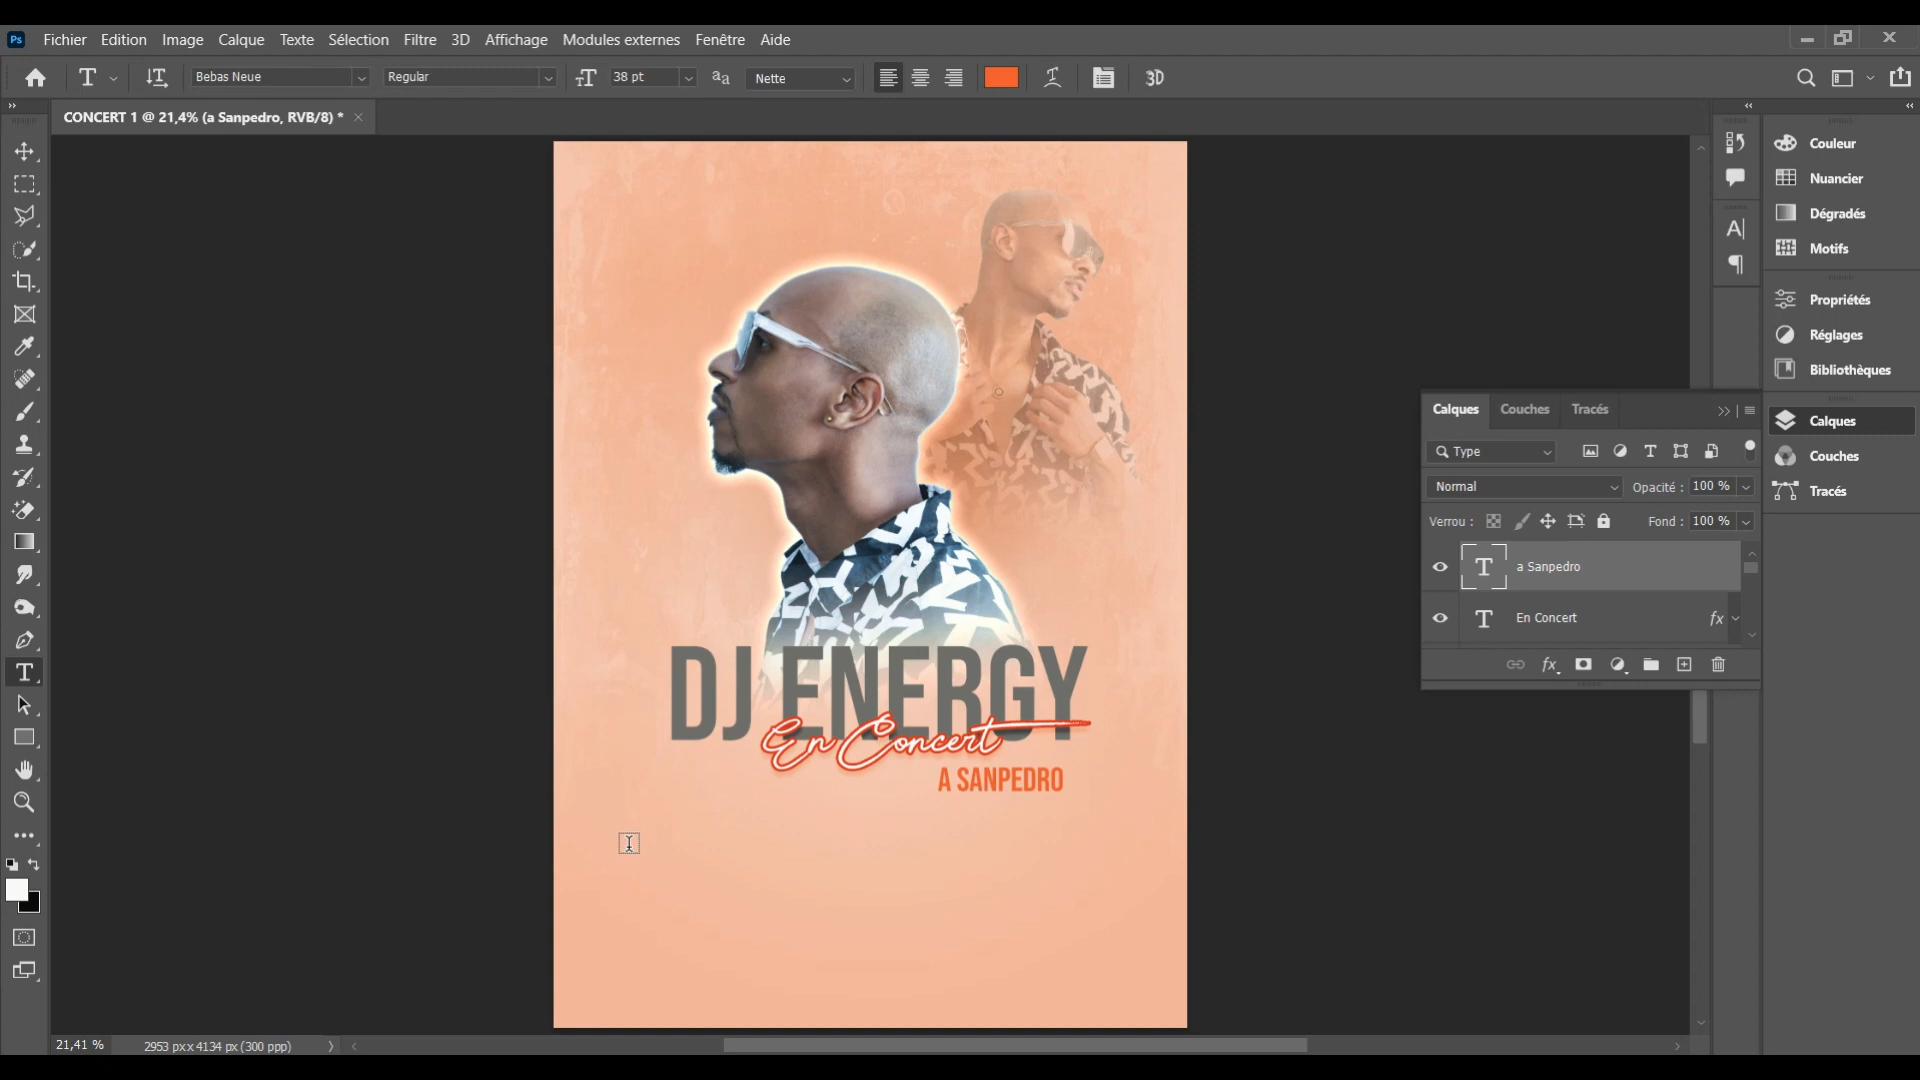 Ps Fichier Edition Image Calque Texte Sélection Filtre 3D Affichage Modules externes Fenêtre Aide
Bebas Neue Regular 38 pt aa Nette 3D
CONCERT 1 @ 21,4% (a Sanpedro, RVB/8) *
Couleur
Nuancier
Dégradés
Motifs
Propriétés
Réglages
Bibliothèques
Calques
Couches
Tracés
Calques Couches Tracés
Type
Normal Opacité : 100 %
Verrou : Fond : 100 %
a Sanpedro
En Concert fx
fx
DJ ENERGY
En Concert
A SANPEDRO
21,41 % 2953 px x 4134 px (300 ppp)